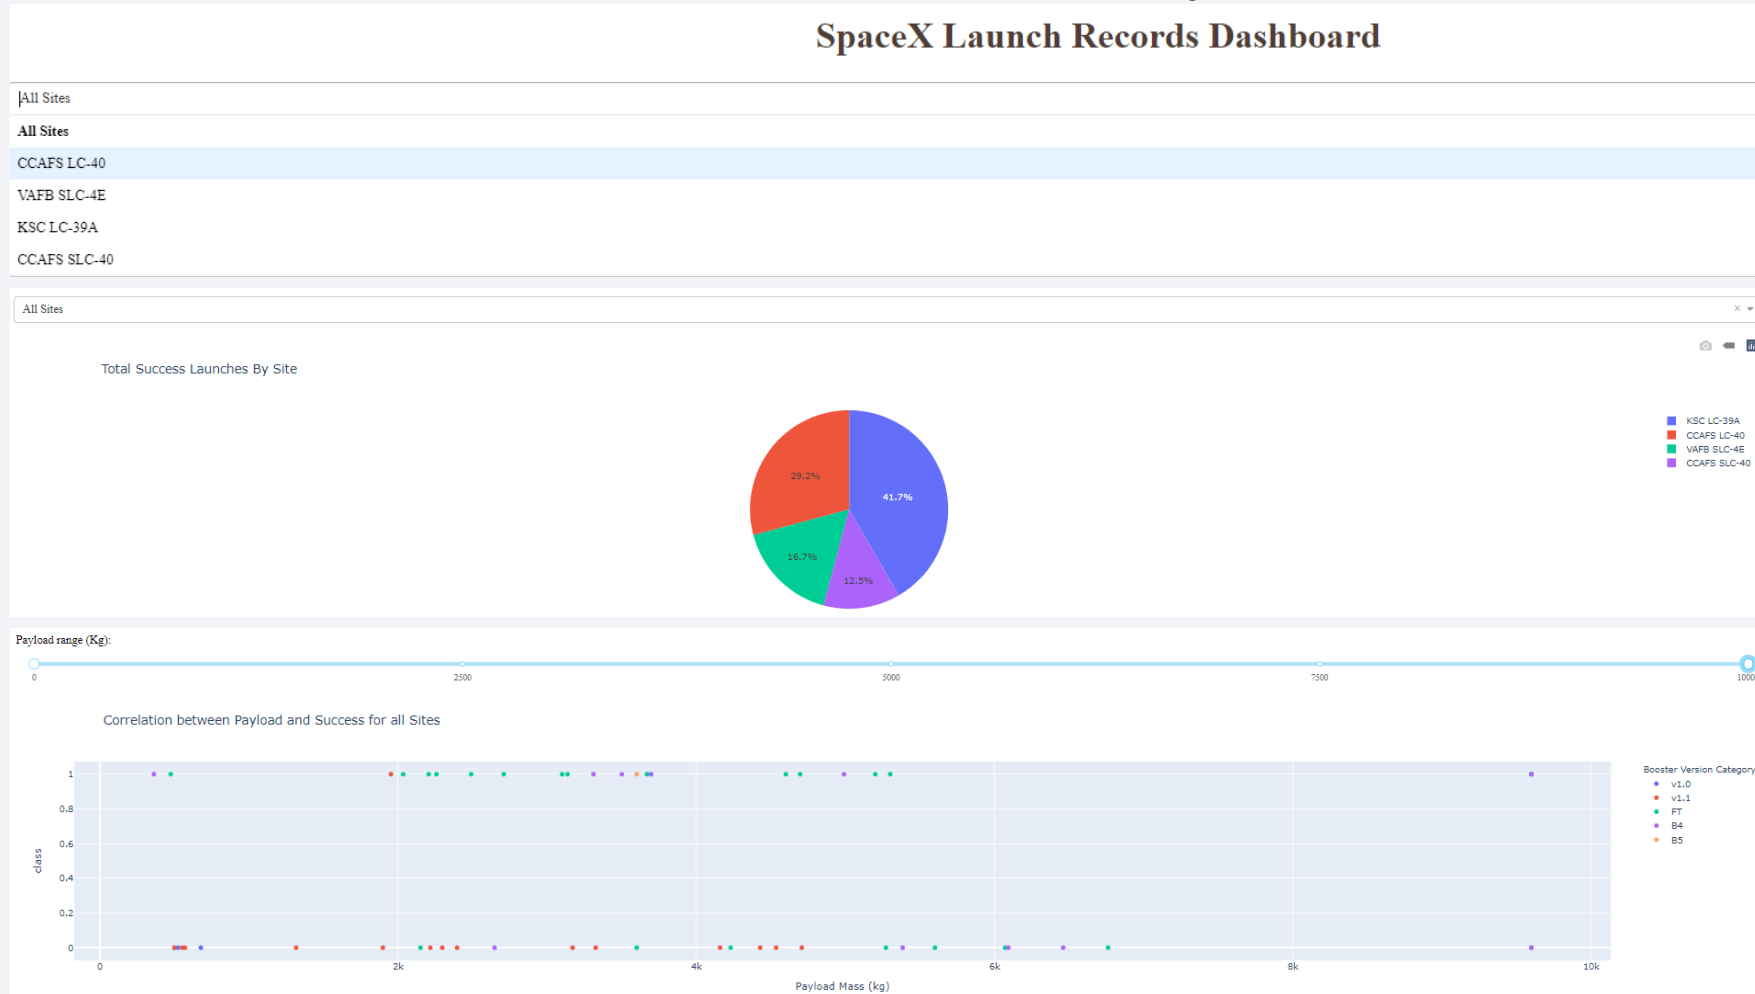 SpaceX Launch Records Dashboard
All Sites
All Sites
CCAFS LC-40
VAFB SLC-4E
KSC LC-39A
CCAFS SLC-40
All Sites
Total Success Launches By Site
29.2%
41.7%
16.7%
12.5%
KSC LC-39A
CCAFS LC-40
VAFB SLC-4E
CCAFS SLC-40
Payload range (Kg):
0 2500 5000 7500 1000
Correlation between Payload and Success for all Sites
1
0.8
0.6
0.4
0.2
0
class
0 2k 4k 6k 8k 10k
Payload Mass (kg)
Booster Version Category
v1.0
v1.1
FT
B4
B5